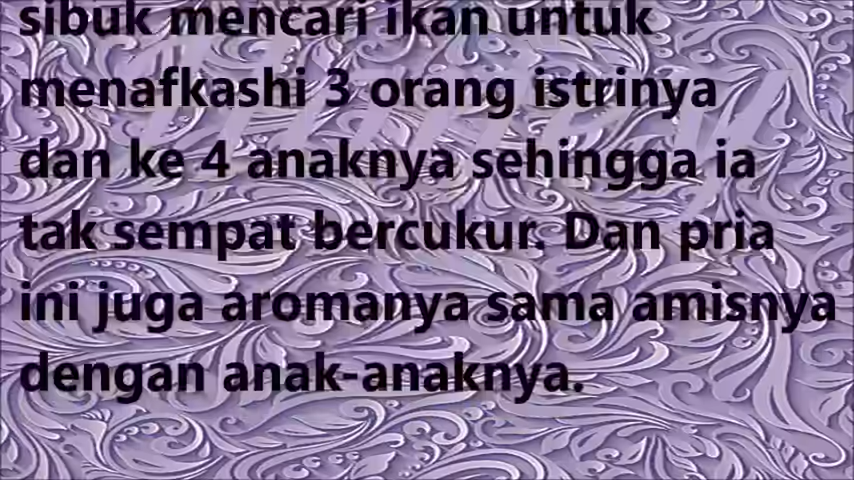 sibuk mencari ikan untuk
menafkashi 3 orang istrinya
dan ke 4 anaknya sehingga ia
tak sempat bercukur. Dan pria
ini juga aromanya sama amisnya
dengan anak-anaknya.